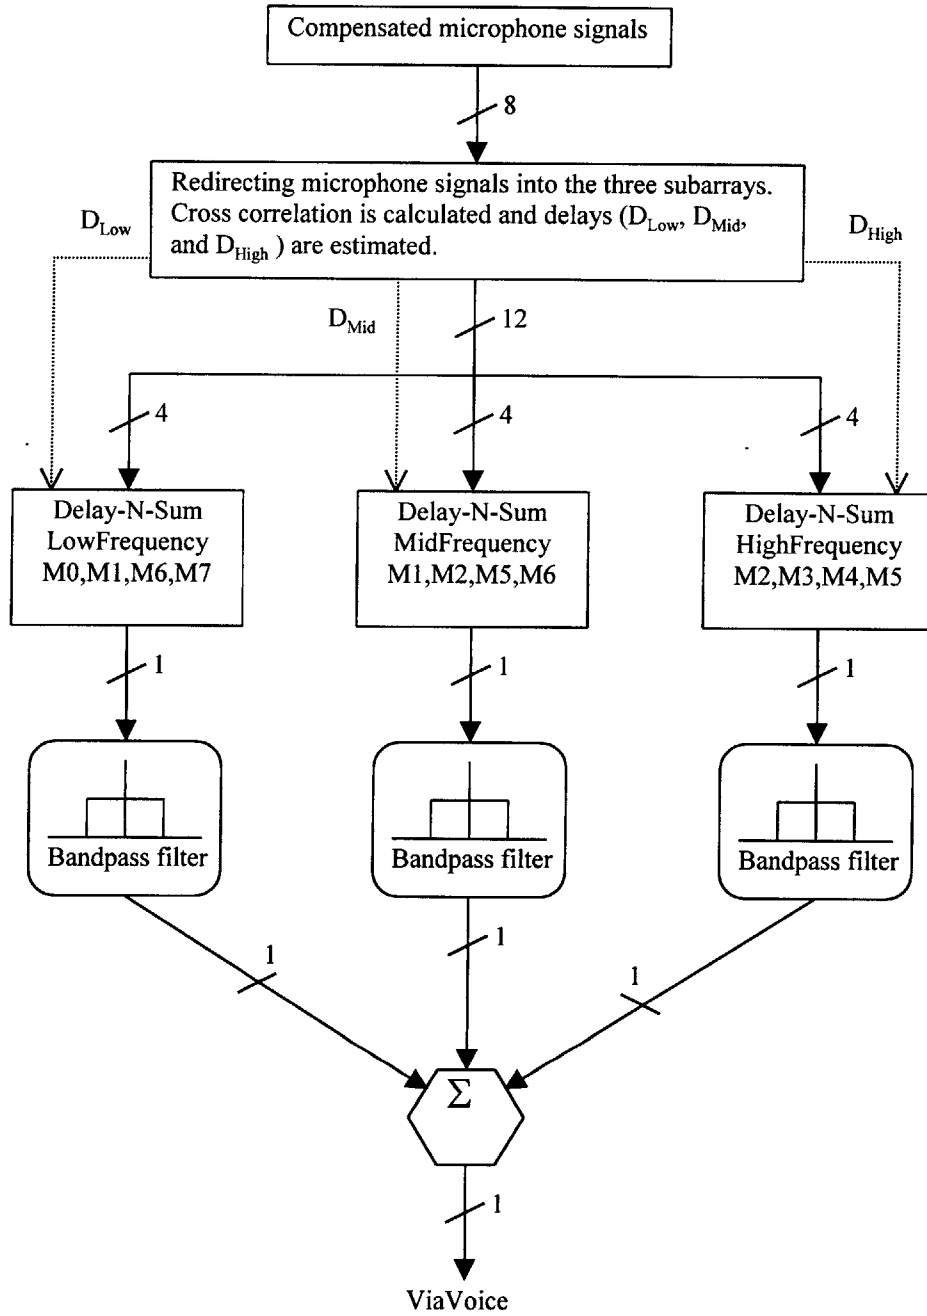 Compensated microphone signals
8
Redirecting microphone signals into the three subarrays.
Cross correlation is calculated and delays (D_Low, D_Mid,
and D_High ) are estimated.
D_Low
D_High
D_Mid
12
4
4
4
Delay-N-Sum
LowFrequency
M0,M1,M6,M7
Delay-N-Sum
MidFrequency
M1,M2,M5,M6
Delay-N-Sum
HighFrequency
M2,M3,M4,M5
1
1
1
Bandpass filter
Bandpass filter
Bandpass filter
1
1
1
Σ
1
ViaVoice